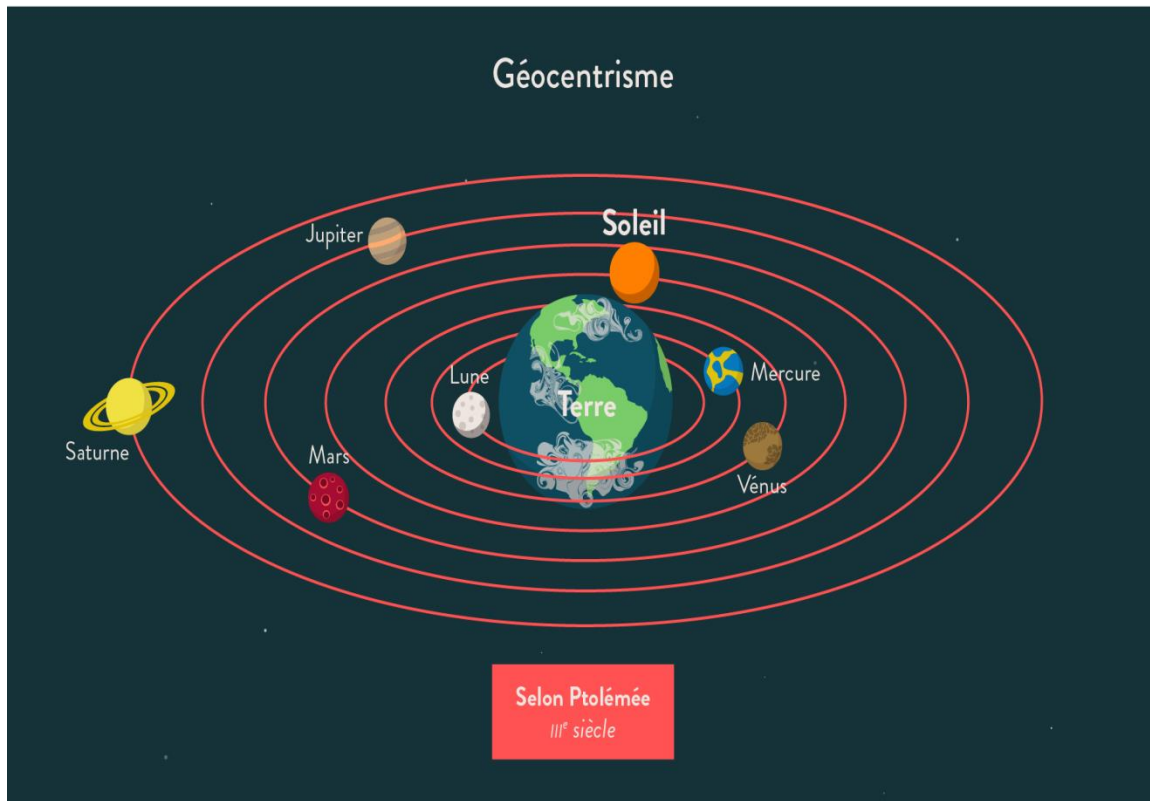 Géocentrisme
Soleil
Jupiter
Mercure
Lune
Terre
Saturne
Mars
Vénus
Selon Ptolémée
IIIe siècle